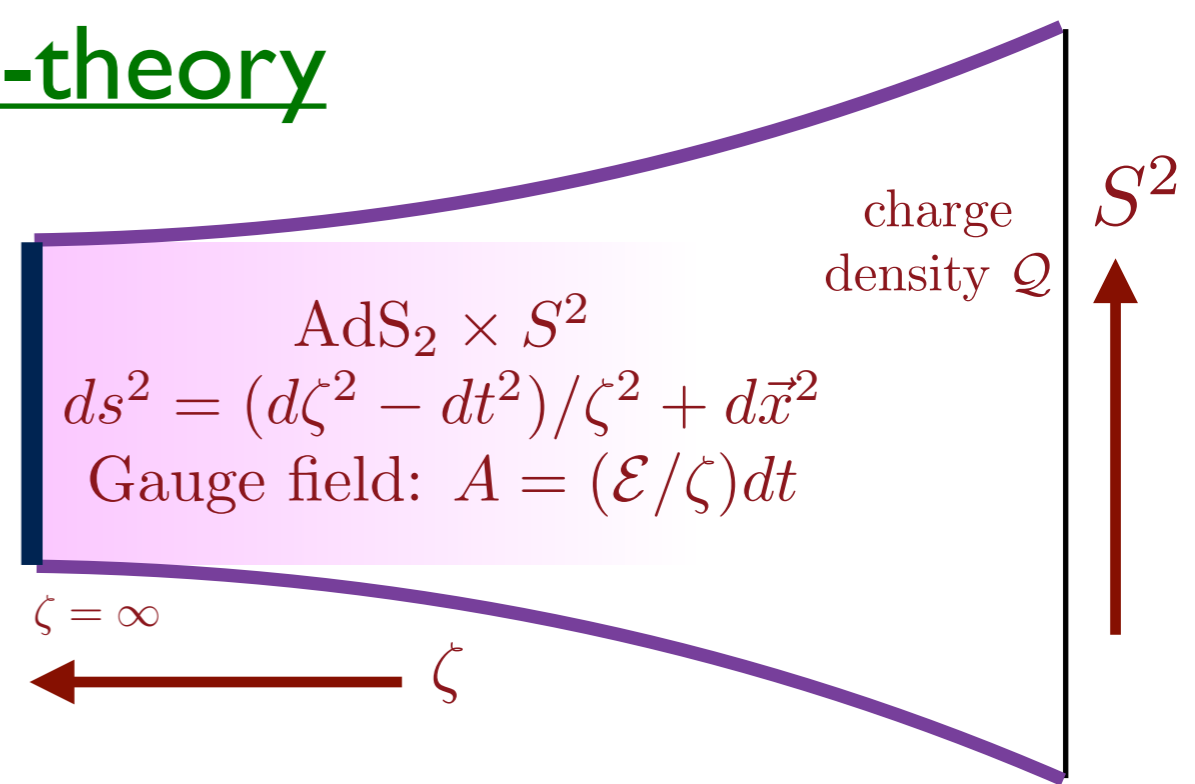 -theory
charge
density 𝒬
S²
AdS₂ × S²
ds² = (dζ² − dt²)/ζ² + dx⃗²
Gauge field: A = (ℰ/ζ)dt
ζ = ∞
ζ